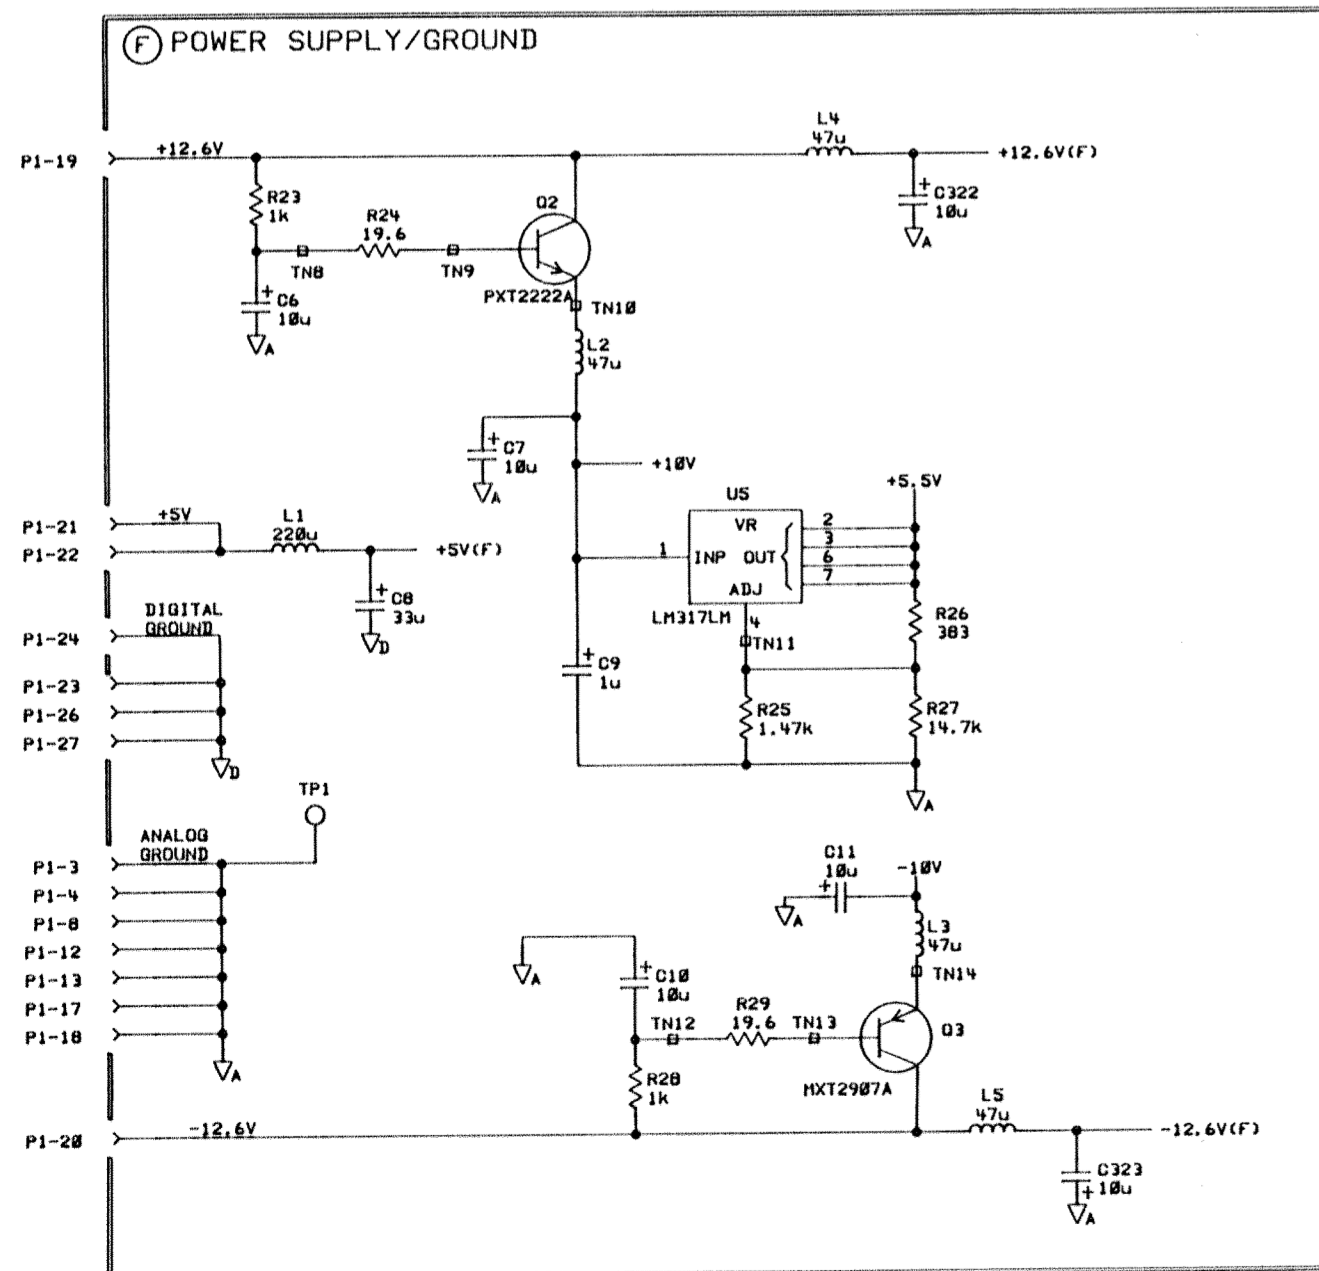 F POWER SUPPLY/GROUND
L4
47u
P1-19
+12.6V
+12.6V(F)
R23
1k
R24
19.6
Q2
C322
10u
A
TN8
TN9
PXT2222A
TN10
C6
10u
A
L2
47u
C7
10u
A
+10V
+5.5V
U5
P1-21
+5V
L1
220u
P1-22
+5V(F)
VR
2
3
1
INP
OUT
6
7
ADJ
C8
33u
D
LM317LM
4
TN11
R26
383
DIGITAL
GROUND
P1-24
P1-23
P1-26
P1-27
D
C9
1u
R25
1.47k
R27
14.7k
A
TP1
ANALOG
GROUND
P1-3
P1-4
P1-8
P1-12
P1-13
P1-17
P1-18
A
C11
10u
-10V
A
L3
47u
TN14
A
C10
10u
TN12
R29
19.6
TN13
Q3
R28
1k
MXT2907A
P1-20
-12.6V
L5
47u
-12.6V(F)
C323
10u
A